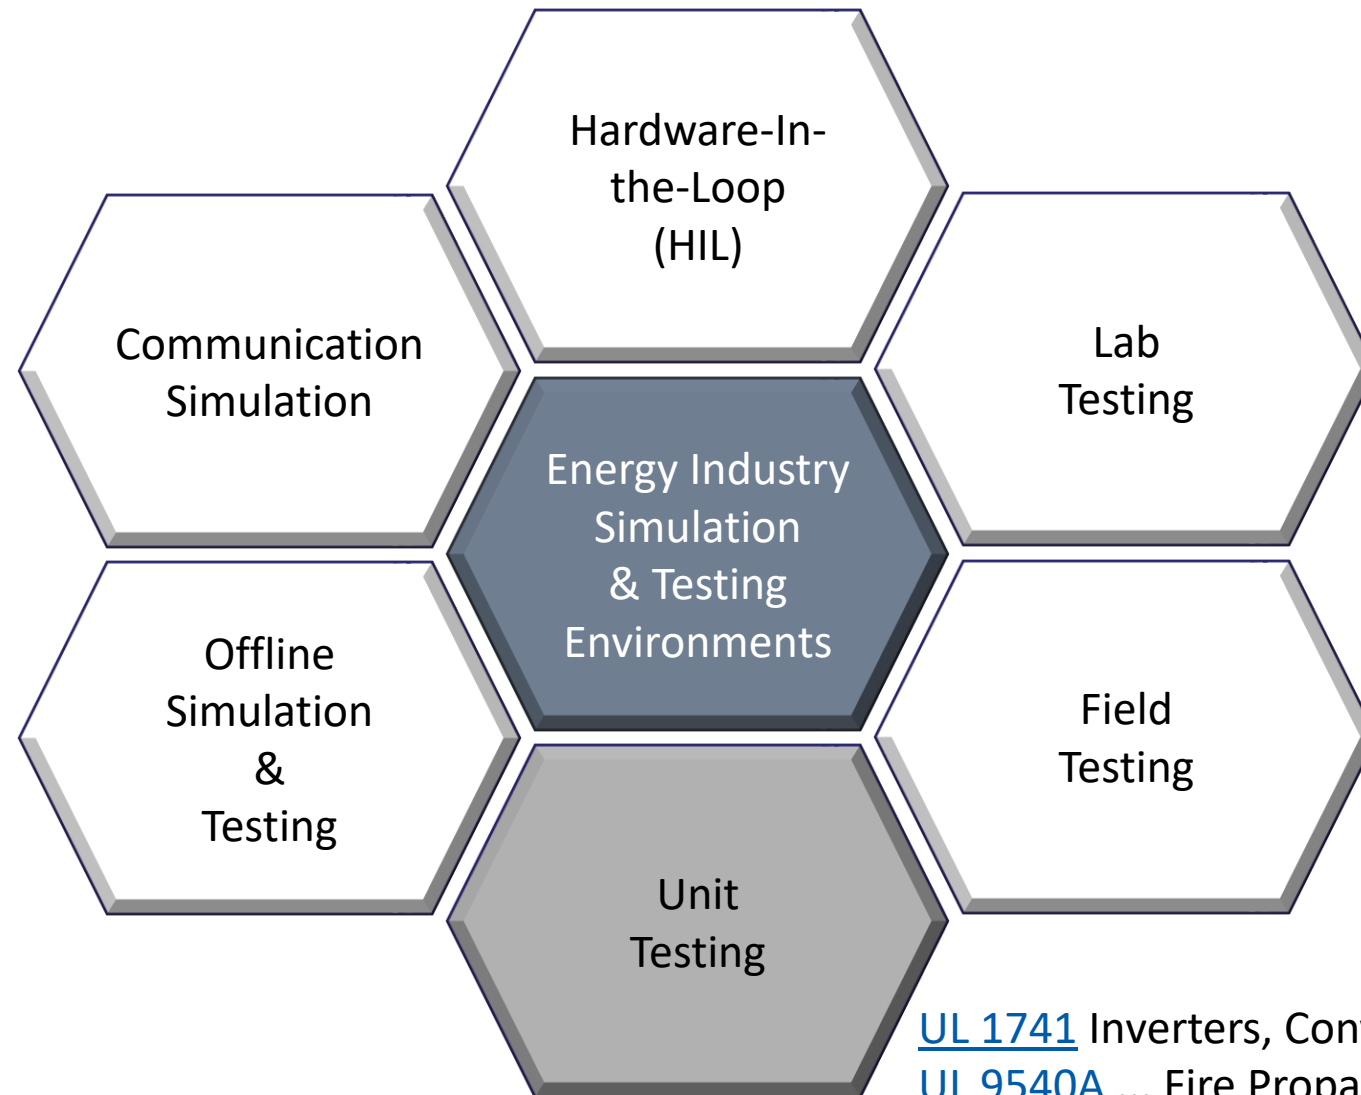 Hardware-In-
the-Loop
(HIL)
Communication
Simulation
Lab
Testing
Energy Industry
Simulation
& Testing
Environments
Offline
Simulation
&
Testing
Field
Testing
Unit
Testing
UL 1741 Inverters,
UL 9540A ... Fire